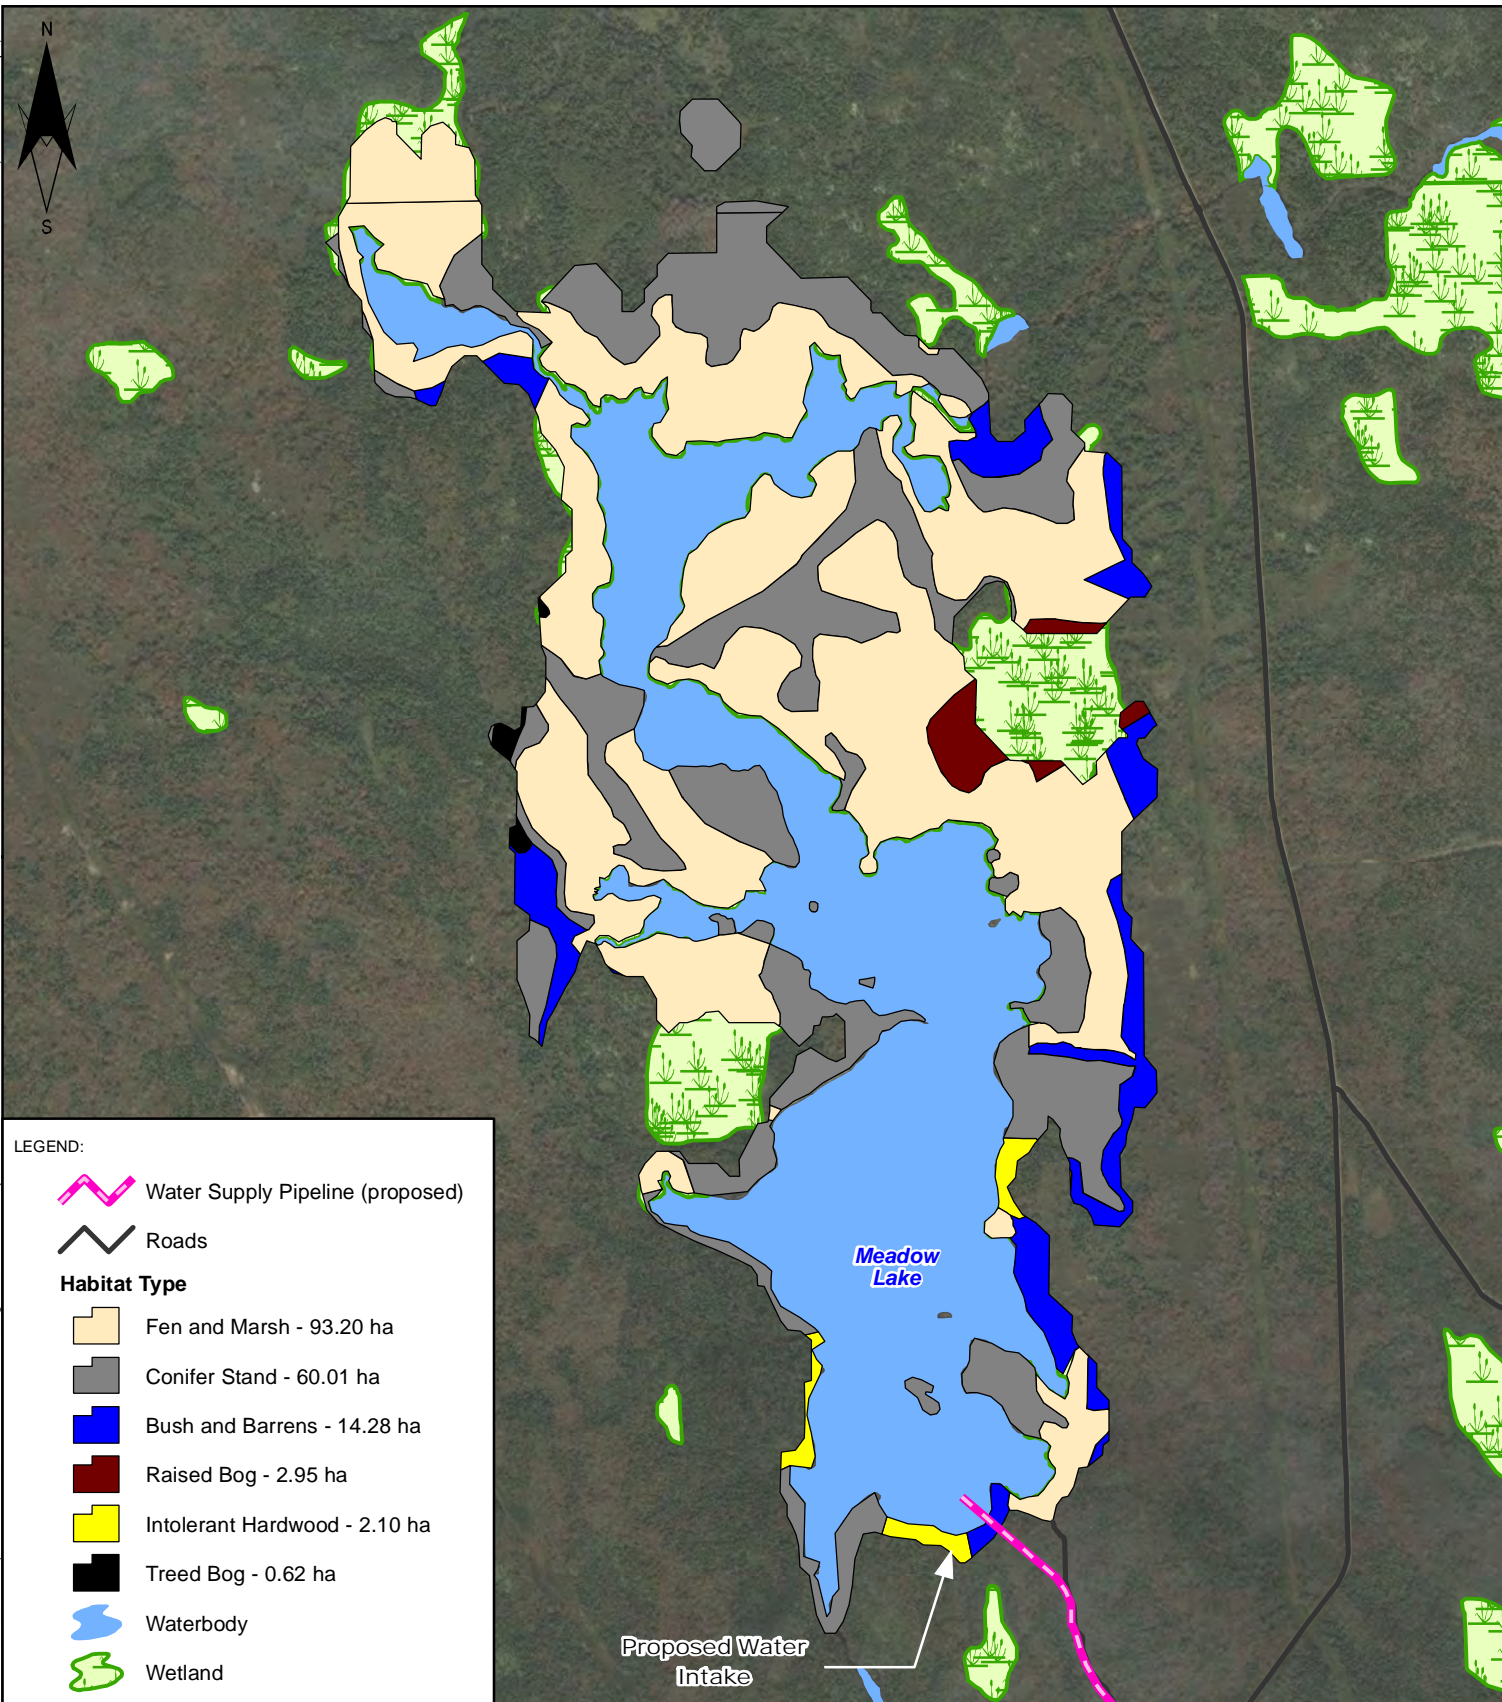 N
S
Meadow
Lake
LEGEND:
Water Supply Pipeline (proposed)
Roads
Habitat Type
Fen and Marsh - 93.20 ha
Conifer Stand - 60.01 ha
Bush and Barrens - 14.28 ha
Raised Bog - 2.95 ha
Intolerant Hardwood - 2.10 ha
Treed Bog - 0.62 ha
Waterbody
Wetland
Proposed Water
Intake